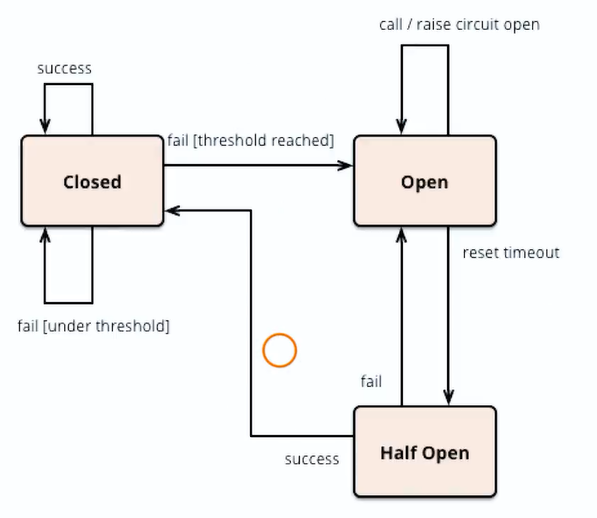 call / raise circuit open
success
fail [threshold reached]
Closed
Open
reset timeout
fail [under threshold]
fail
Half Open
success